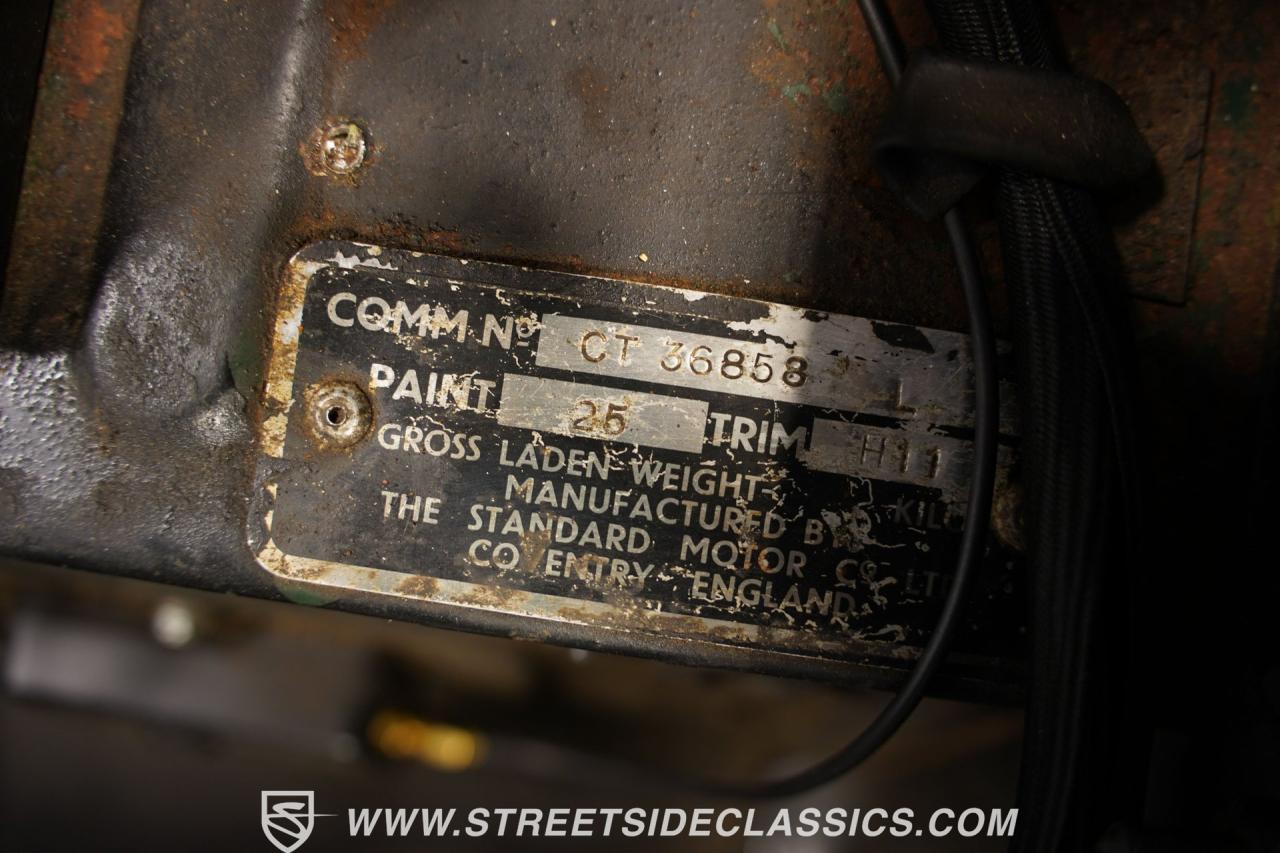 COMM Nº CT 36858 L
PAINT 25 TRIM H11
GROSS LADEN WEIGHT
MANUFACTURED BY
THE STANDARD MOTOR Cº LTD
COVENTRY ENGLAND
WWW.STREETSIDECLASSICS.COM